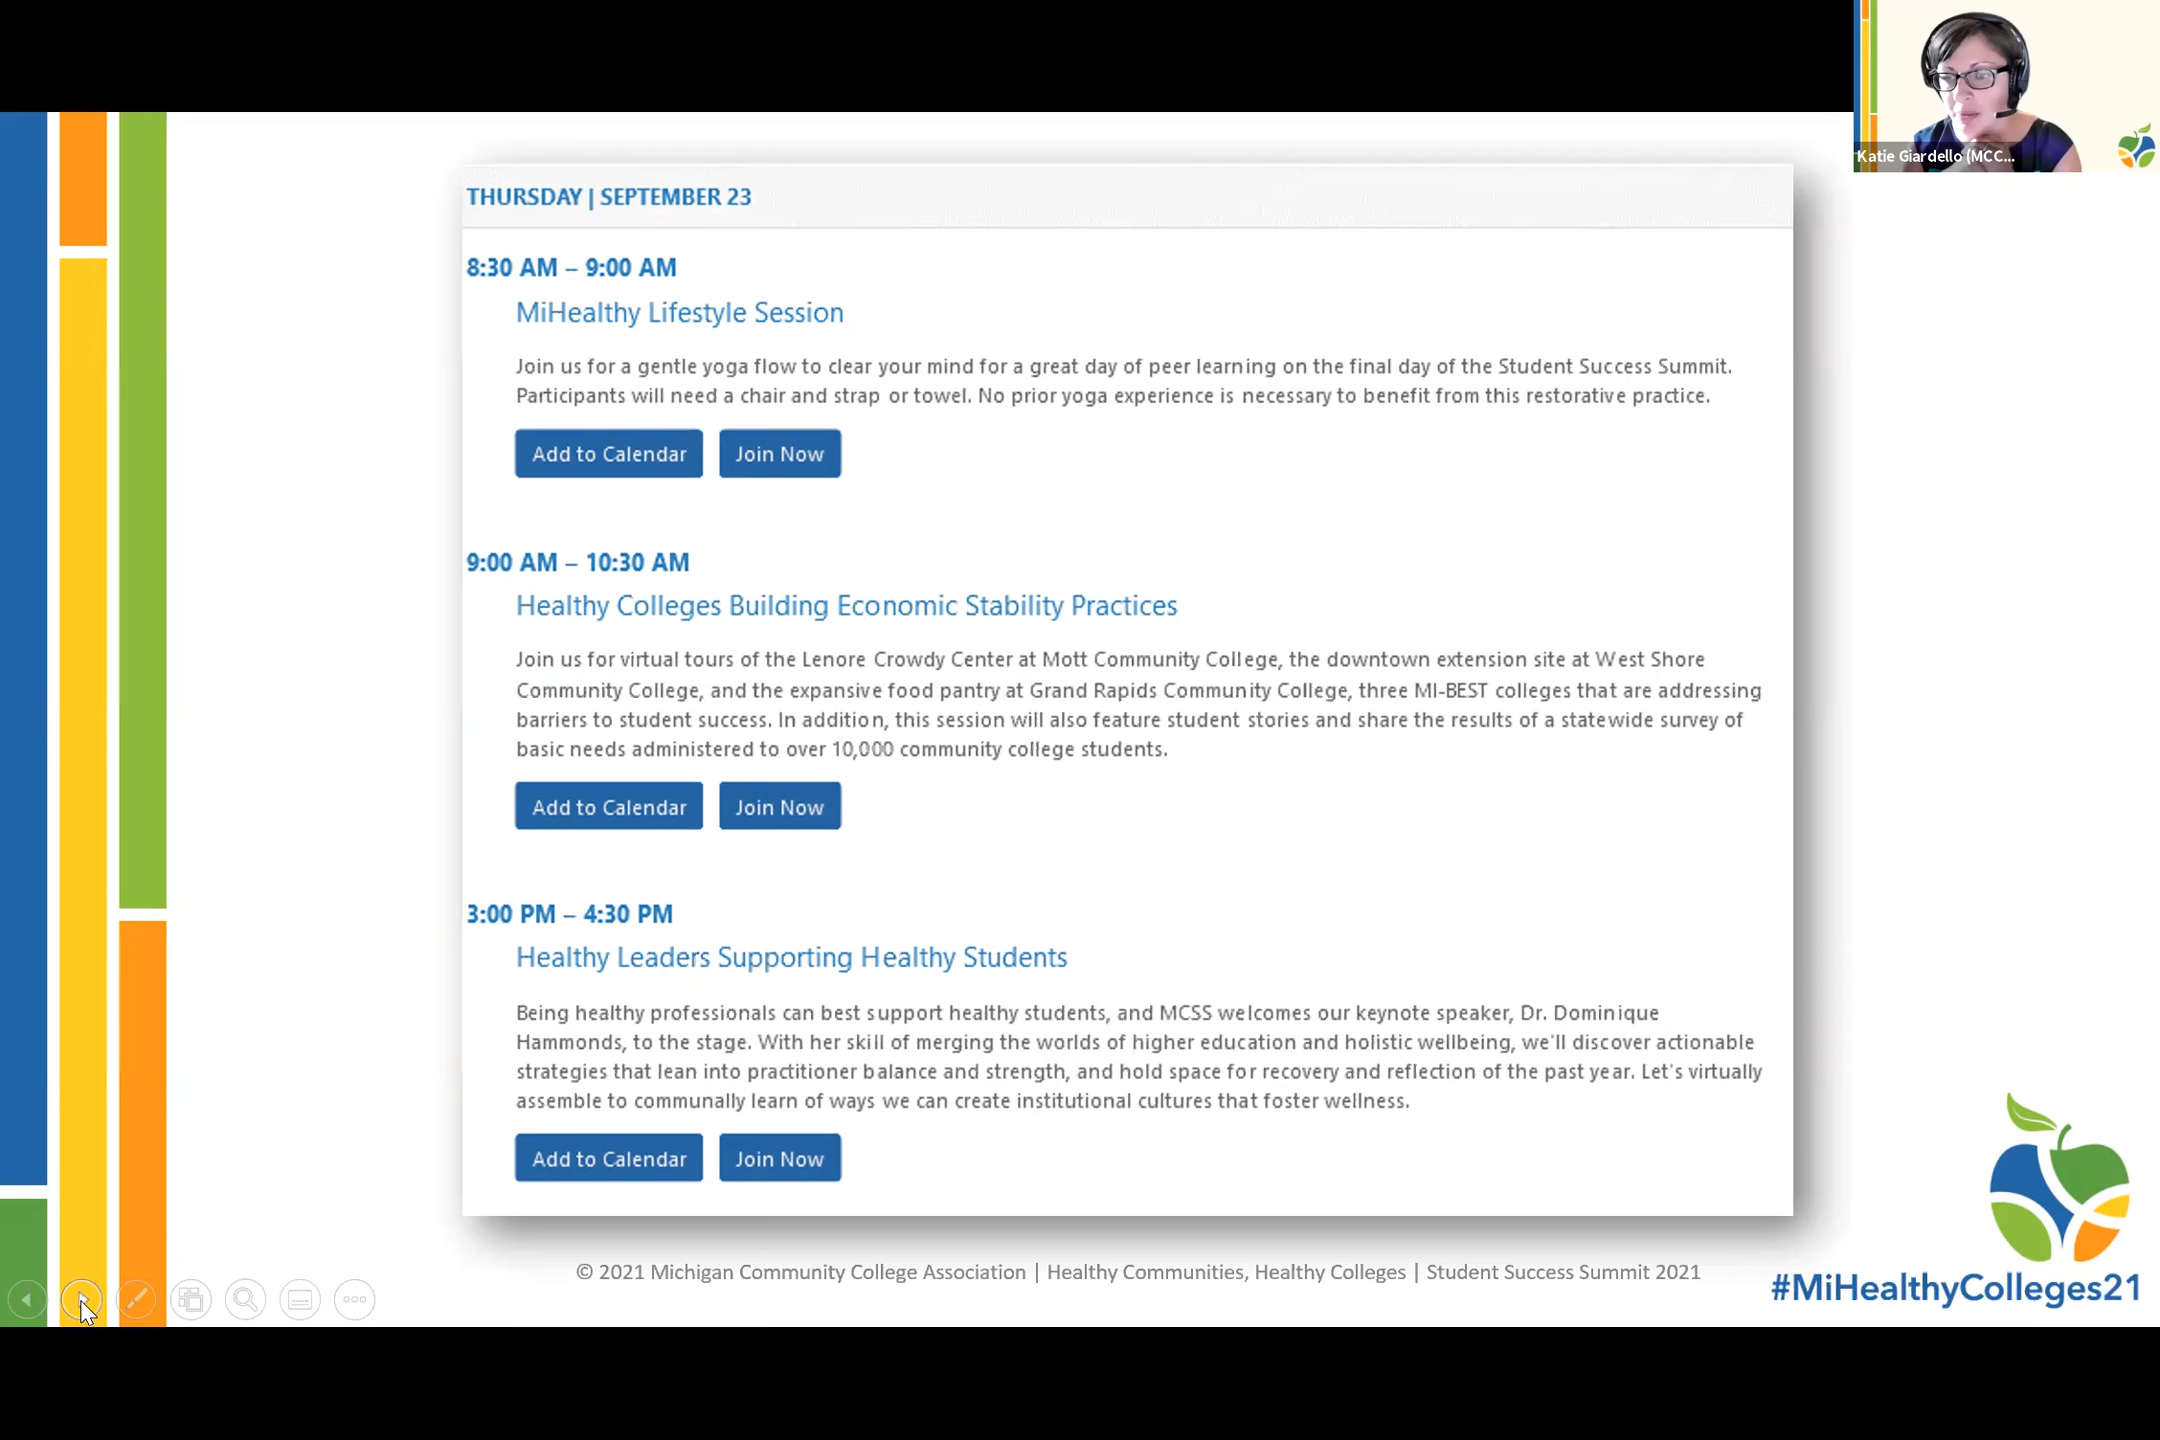 Katie Giardello (MCC...
THURSDAY | SEPTEMBER 23
8:30 AM – 9:00 AM
MiHealthy Lifestyle Session
Join us for a gentle yoga flow to clear your mind for a great day of peer learning on the final day of the Student Success Summit.
Participants will need a chair and strap or towel. No prior yoga experience is necessary to benefit from this restorative practice.
Add to Calendar Join Now
9:00 AM – 10:30 AM
Healthy Colleges Building Economic Stability Practices
Join us for virtual tours of the Lenore Crowdy Center at Mott Community College, the downtown extension site at West Shore
Community College, and the expansive food pantry at Grand Rapids Community College, three MI-BEST colleges that are addressing
barriers to student success. In addition, this session will also feature student stories and share the results of a statewide survey of
basic needs administered to over 10,000 community college students.
Add to Calendar Join Now
3:00 PM – 4:30 PM
Healthy Leaders Supporting Healthy Students
Being healthy professionals can best support healthy students, and MCSS welcomes our keynote speaker, Dr. Dominique
Hammonds, to the stage. With her skill of merging the worlds of higher education and holistic wellbeing, we'll discover actionable
strategies that lean into practitioner balance and strength, and hold space for recovery and reflection of the past year. Let's virtually
assemble to communally learn of ways we can create institutional cultures that foster wellness.
Add to Calendar Join Now
© 2021 Michigan Community College Association | Healthy Communities, Healthy Colleges | Student Success Summit 2021
#MiHealthyColleges21